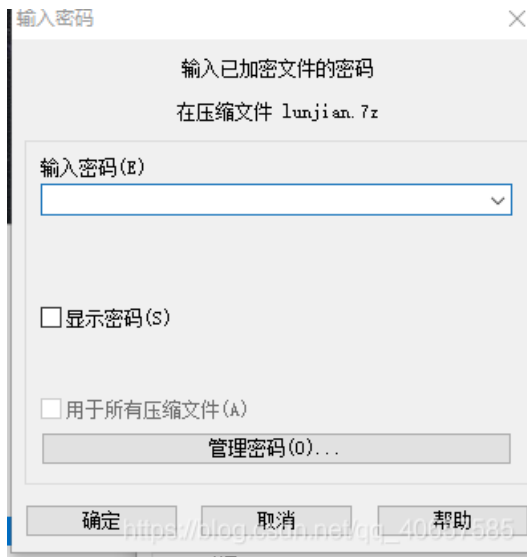 输入密码
输入已加密文件的密码
在压缩文件 lunjian.7z
输入密码(E)
显示密码(S)
用于所有压缩文件(A)
管理密码(O)...
确定 取消 帮助
https://blog.csdn.net/qq_40657585